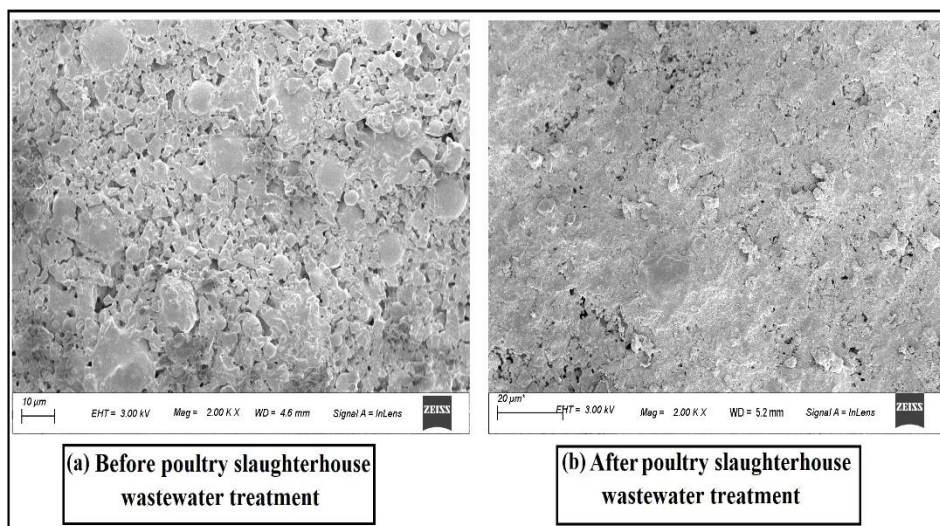 10 µm
EHT = 3.00 kV Mag = 2.00 K X WD = 4.6 mm Signal A = InLens
ZEISS
20 µm*
EHT = 3.00 kV Mag = 2.00 K X WD = 5.2 mm Signal A = InLens
ZEISS
(a) Before poultry slaughterhouse
wastewater treatment
(b) After poultry slaughterhouse
wastewater treatment